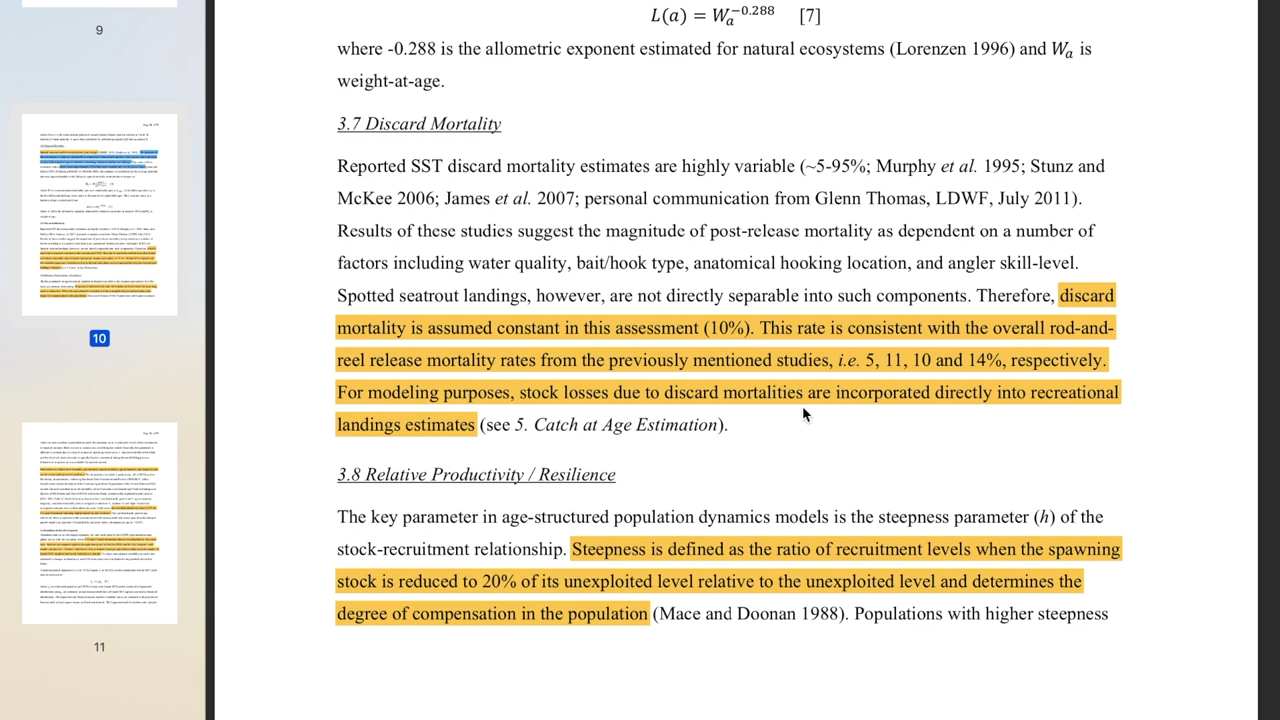 L(a) = W_a^{-0.288} [7]
where -0.288 is the allometric exponent estimated for natural ecosystems (Lorenzen 1996) and W_a is
weight-at-age.
3.7 Discard Mortality
Reported SST discard mortalities are highly variable (James et al. 2007; Murphy et al. 1995; Stunz and
McKee 2006; James et al. 2007; personal communication from Glenn Thomas, LDWF, July 2011).
Results of these studies suggest the magnitude of post-release mortality as dependent on a number of
factors including water quality, bait/hook type, hooking/handling location, and angler skill-level.
Spotted seatrout landings, however, are not directly separable into such components. Therefore, discard
mortality is assumed constant in this assessment (10%). This rate is consistent with the overall rod-and-
reel release mortality rates from the previously mentioned studies, i.e. 5, 11, 10 and 14%, respectively.
For modeling purposes, stock losses due to discard mortalities are incorporated directly into recreational
landings estimates (see 5. Catch at Age Estimation).
3.8 Relative Productivity / Resilience
The key parameter in age-structured population dynamics models is the steepness parameter (h) of the
stock-recruitment relationship. Steepness is defined as the ratio of recruitment levels when the spawning
stock is reduced to 20% of its unexploited level relative to the unexploited level and determines the
degree of compensation in the population (Mace and Doonan 1988). Populations with higher steepness
9
10
11